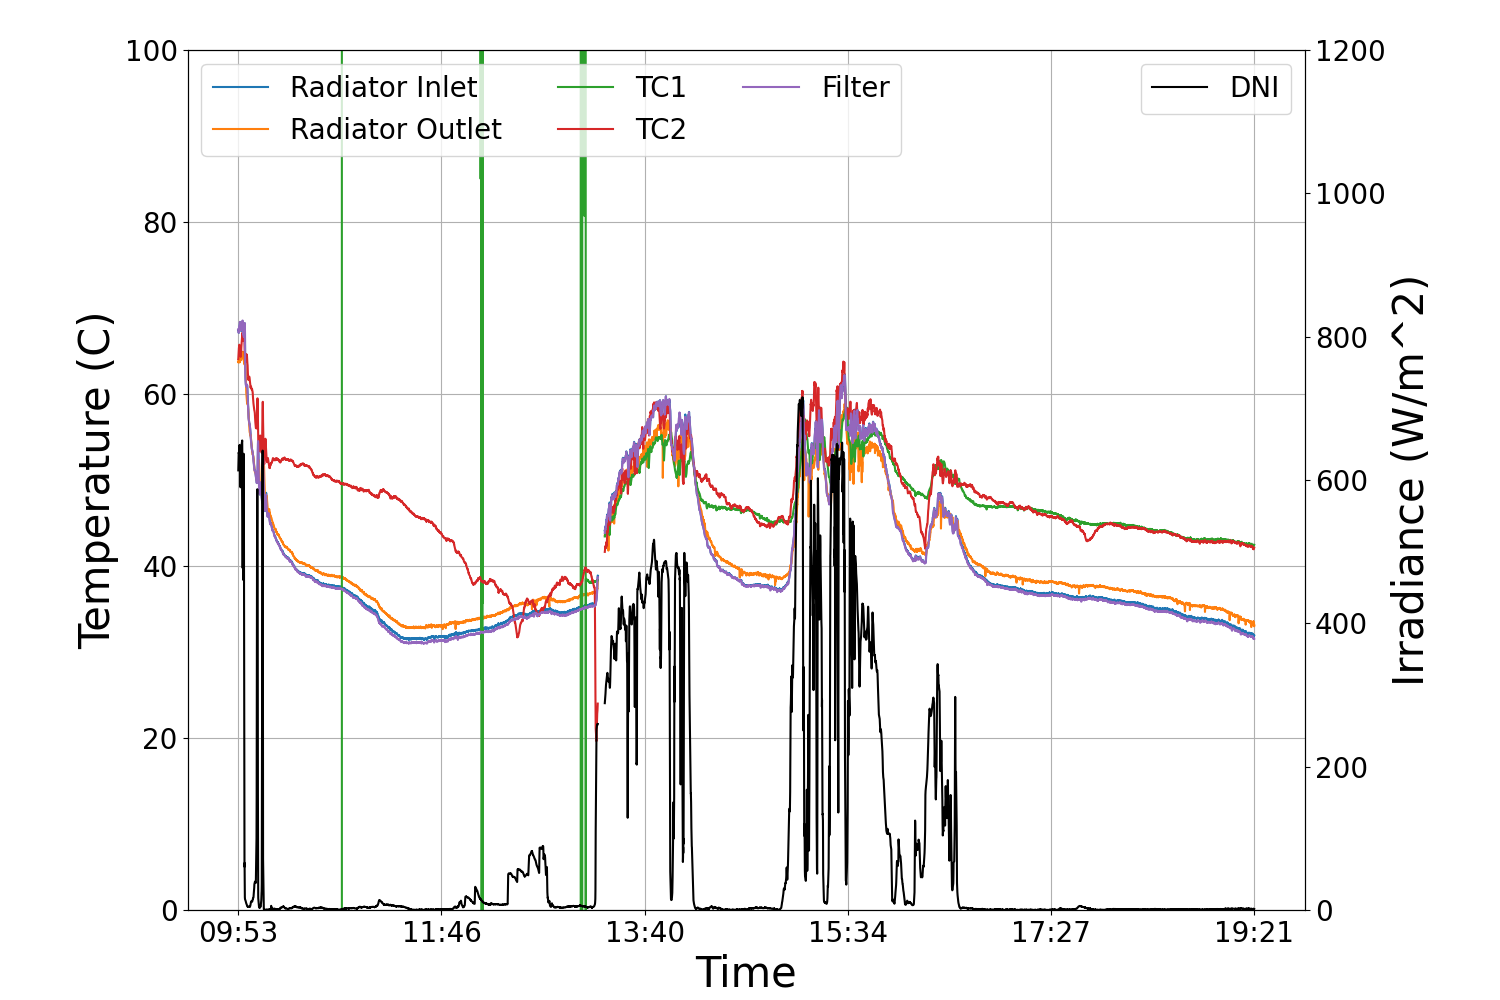 100
80
60
40
20
0
Temperature (C)
Radiator Inlet
Radiator Outlet
TC1
TC2
Filter
DNI
1200
1000
800
600
400
200
0
Irradiance (W/m^2)
09:53 11:46 13:40 15:34 17:27 19:21
Time